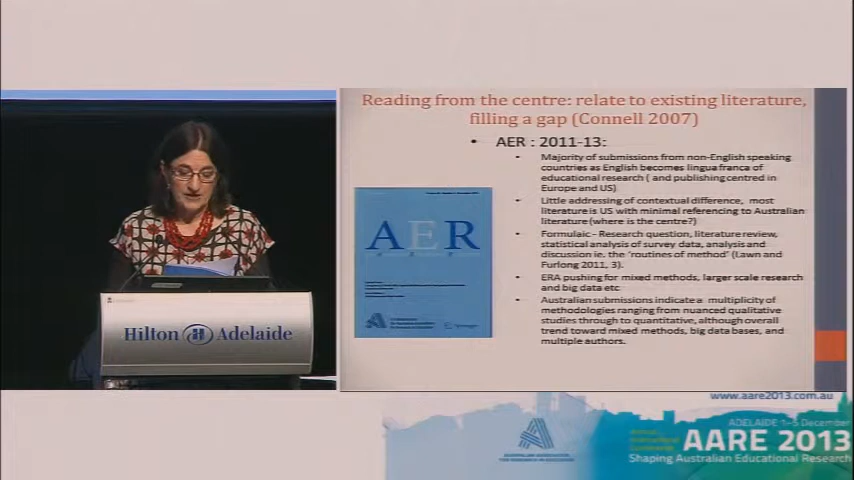 Reading from the centre: relate to existing literature,
filling a gap (Connell 2007)
• AER : 2011-13:
• Majority of submissions from non-English speaking
countries as English becomes lingua franca of
educational research ( and publishing centred in
Europe and US)
• Little addressing of contextual difference, most
literature is US with minimal referencing to Australian
literature (where is the centre?)
• Formulaic- Research question, literature review,
statistical analysis of survey data, analysis and
discussion ie. the 'routines of method' (Lawn and
Furlong 2011, 3).
• ERA pushing for mixed methods, larger scale research
and big data etc
• Australian submissions indicate a multiplicity of
methodologies ranging from nuanced qualitative
studies through to quantitative, although overall
trend toward mixed methods, big data bases, and
multiple authors.
AER
Springer
Hilton Adelaide
www.aare2013.com.au
ADELAIDE 1–5 December
AARE 2013
Shaping Australian Educational Research